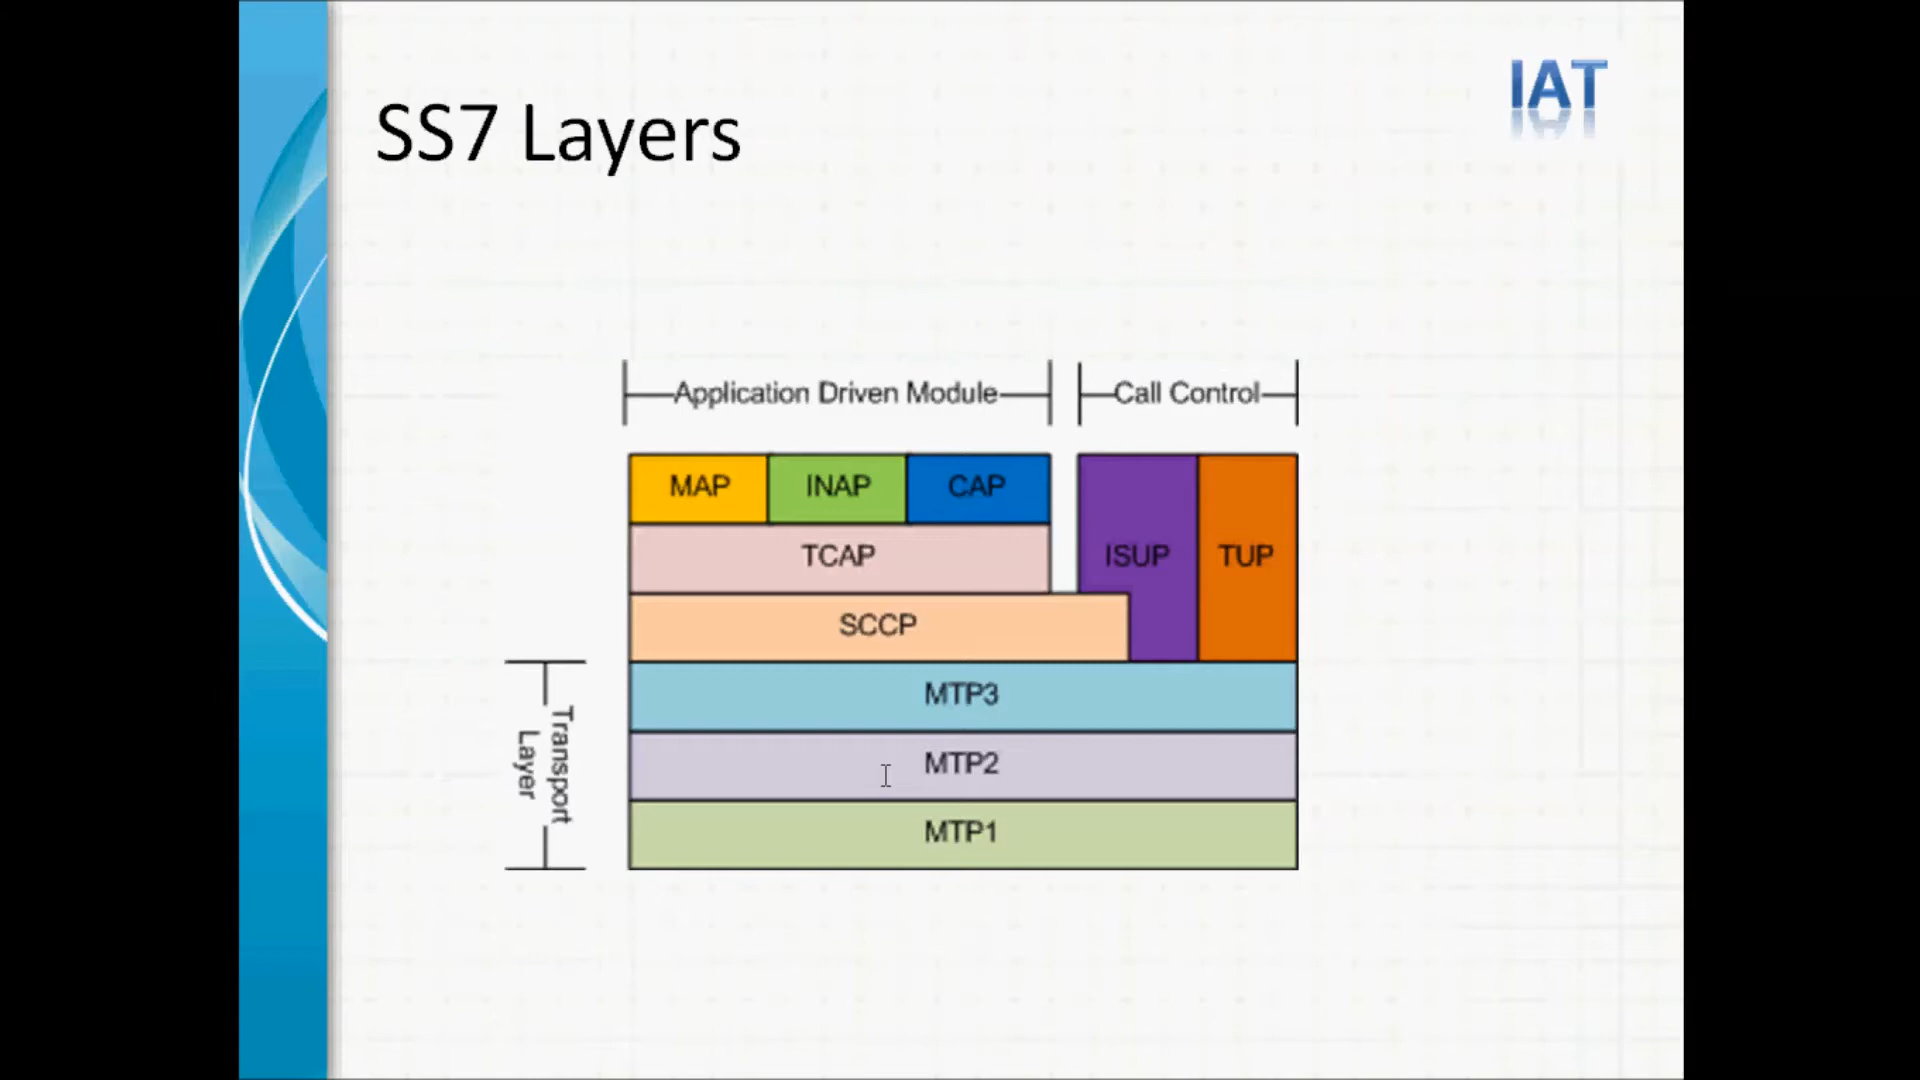 IAT
SS7 Layers
Application Driven Module
Call Control
MAP
INAP
CAP
TCAP
ISUP
TUP
SCCP
MTP3
Transport
Layer
MTP2
MTP1